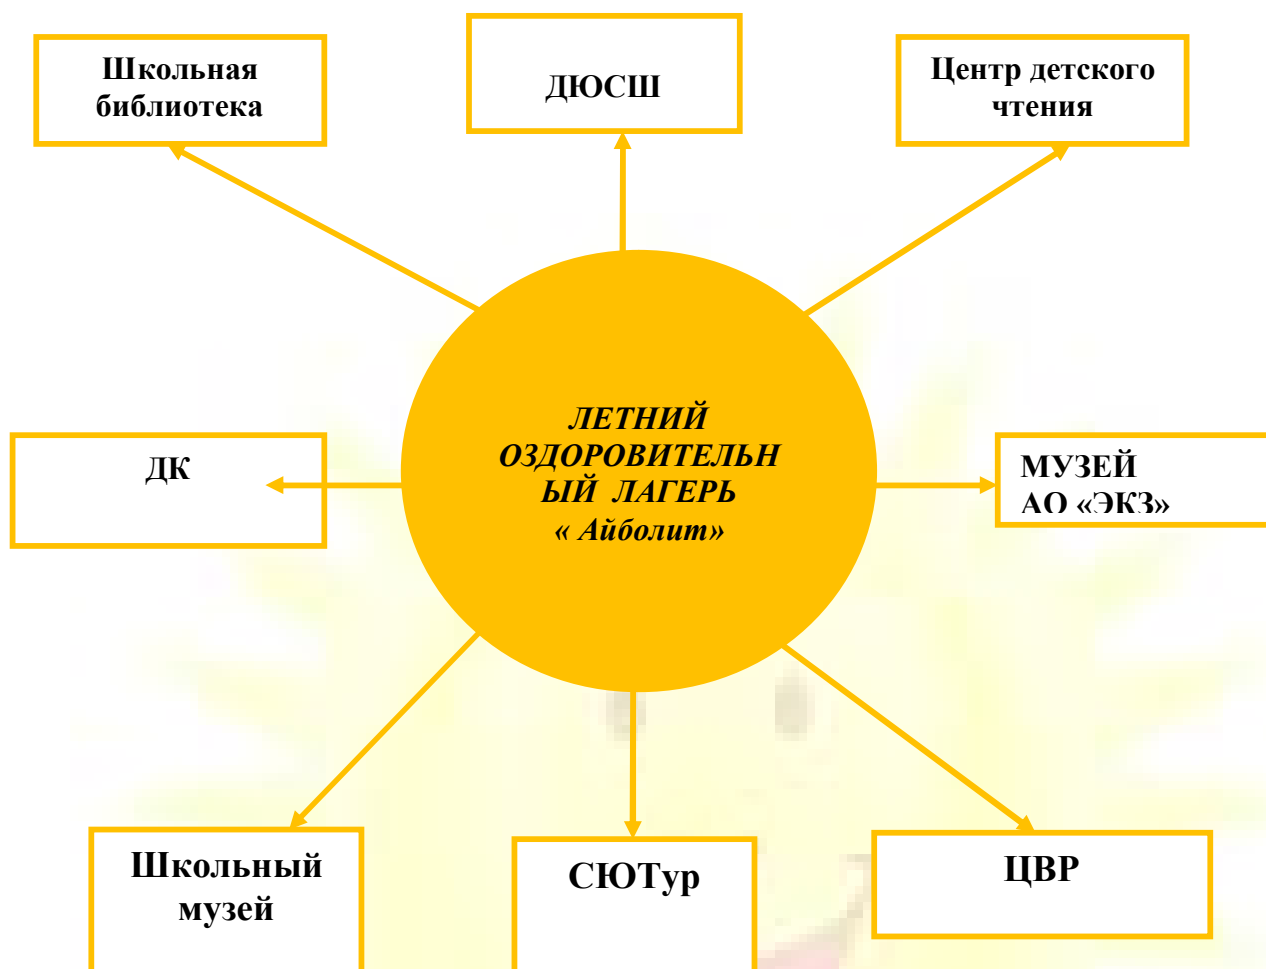 Школьная
библиотека
ДЮСШ
Центр детского
чтения
ЛЕТНИЙ
ОЗДОРОВИТЕЛЬН
ЫЙ ЛАГЕРЬ
« Айболит»
ДК
МУЗЕЙ
АО «ЭКЗ»
Школьный
музей
СЮТур
ЦВР